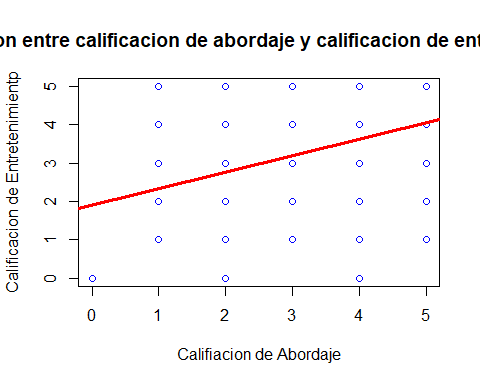 on entre calificacion de abordaje y calificacion de ent
Calificacion de Entretenimientp
5
4
3
2
1
0
0 1 2 3 4 5
Califiacion de Abordaje